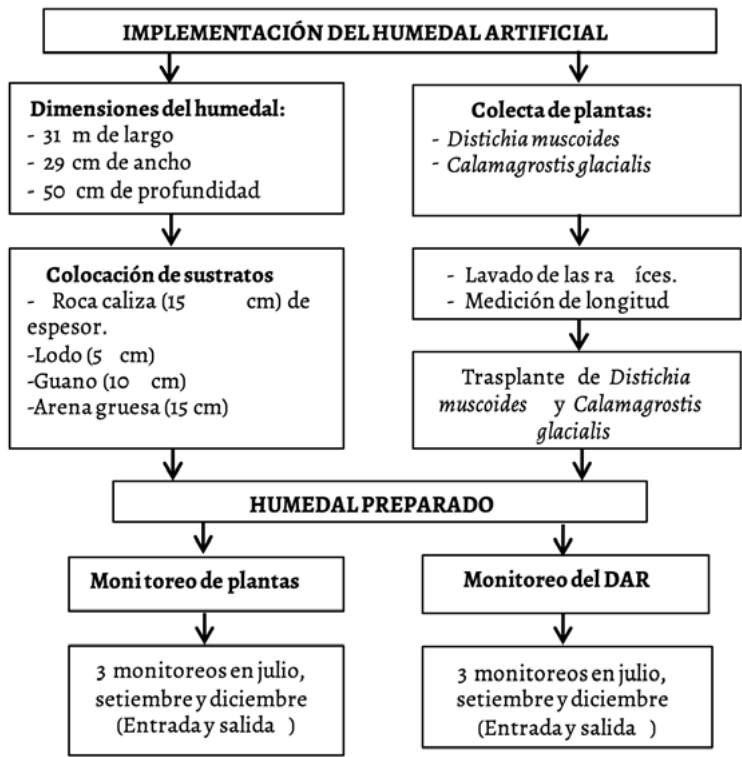 IMPLEMENTACIÓN DEL HUMEDAL ARTIFICIAL
Dimensiones del humedal:
- 31 m de largo
- 29 cm de ancho
- 50 cm de profundidad
Colecta de plantas:
- Distichia muscoides
- Calamagrostis glacialis
Colocación de sustratos
- Roca caliza (15 cm) de
espesor.
-Lodo (5 cm)
-Guano (10 cm)
-Arena gruesa (15 cm)
- Lavado de las ra íces.
- Medición de longitud
Trasplante de Distichia
muscoides y Calamagrostis
glacialis
HUMEDAL PREPARADO
Monitoreo de plantas
Monitoreo del DAR
3 monitoreos en julio,
setiembre y diciembre
(Entrada y salida )
3 monitoreos en julio,
setiembre y diciembre
(Entrada y salida )